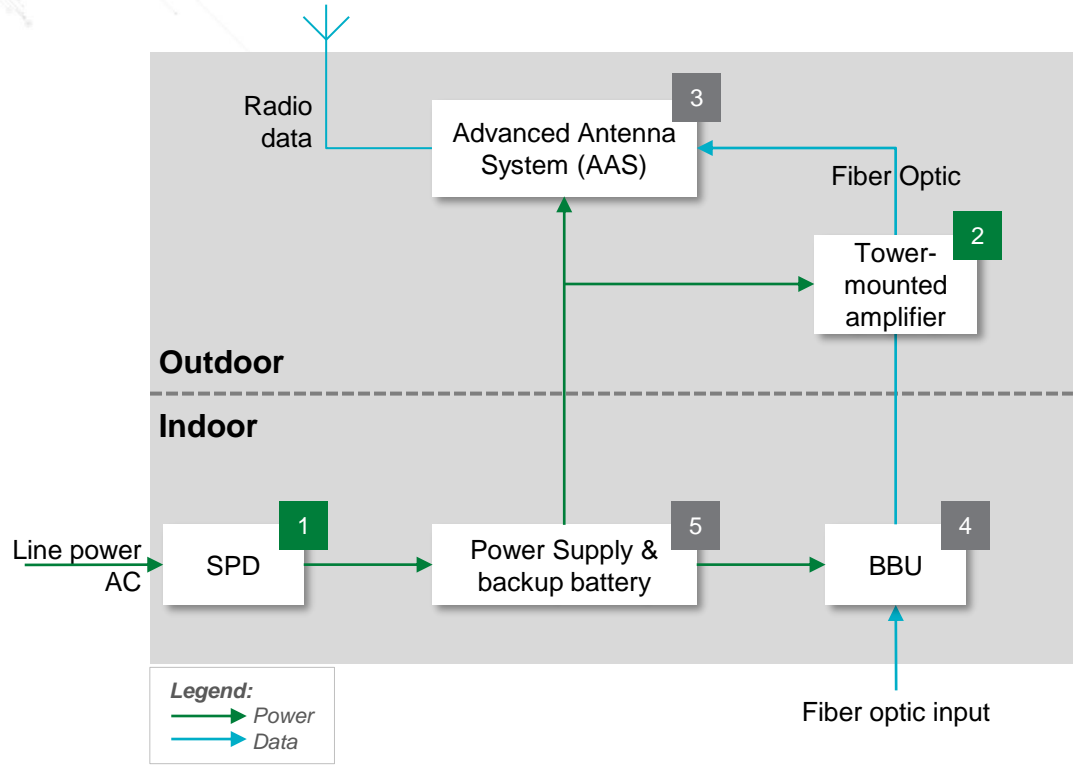 Radio
data
3
Advanced Antenna
System (AAS)
Fiber Optic
2
Tower-
mounted
amplifier
Outdoor
Indoor
Line power
AC
1
SPD
5
Power Supply &
backup battery
4
BBU
Legend:
Power
Data
Fiber optic input